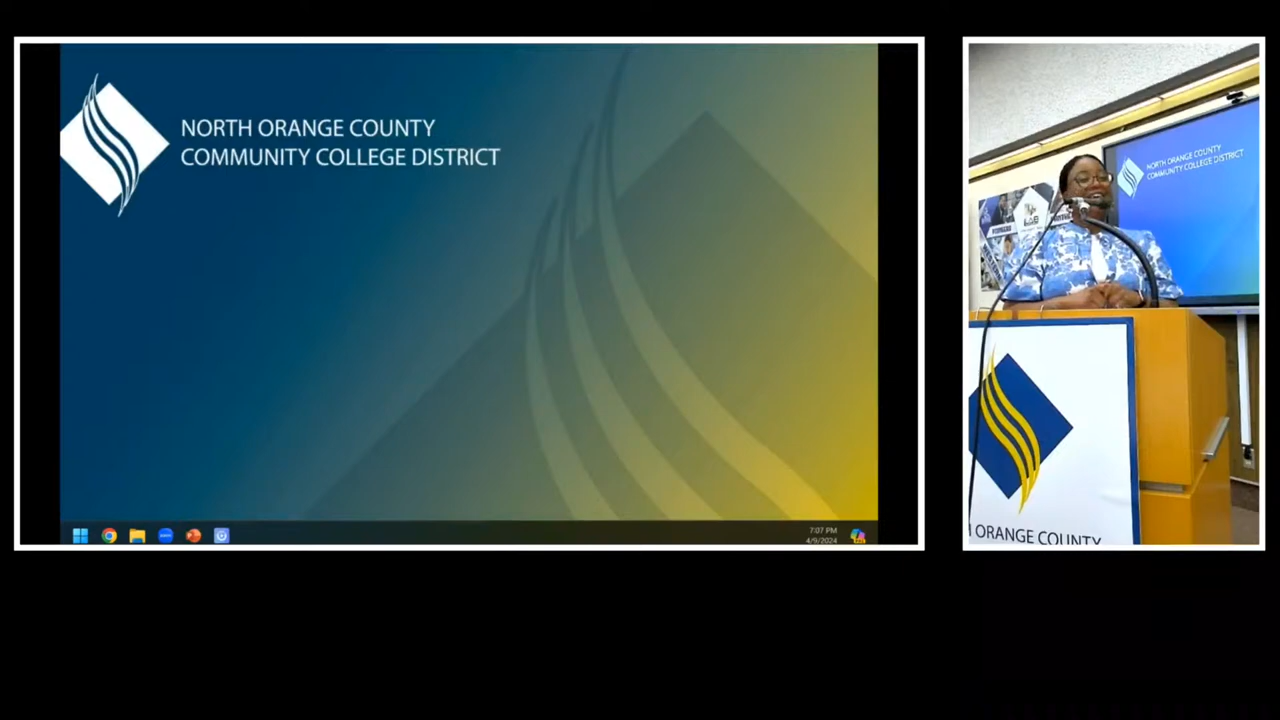 NORTH ORANGE COUNTY
COMMUNITY COLLEGE DISTRICT
7:07 PM
4/9/2024
NORTH ORANGE COUNTY
COMMUNITY COLLEGE DISTRICT
H ORANGE COUNTY